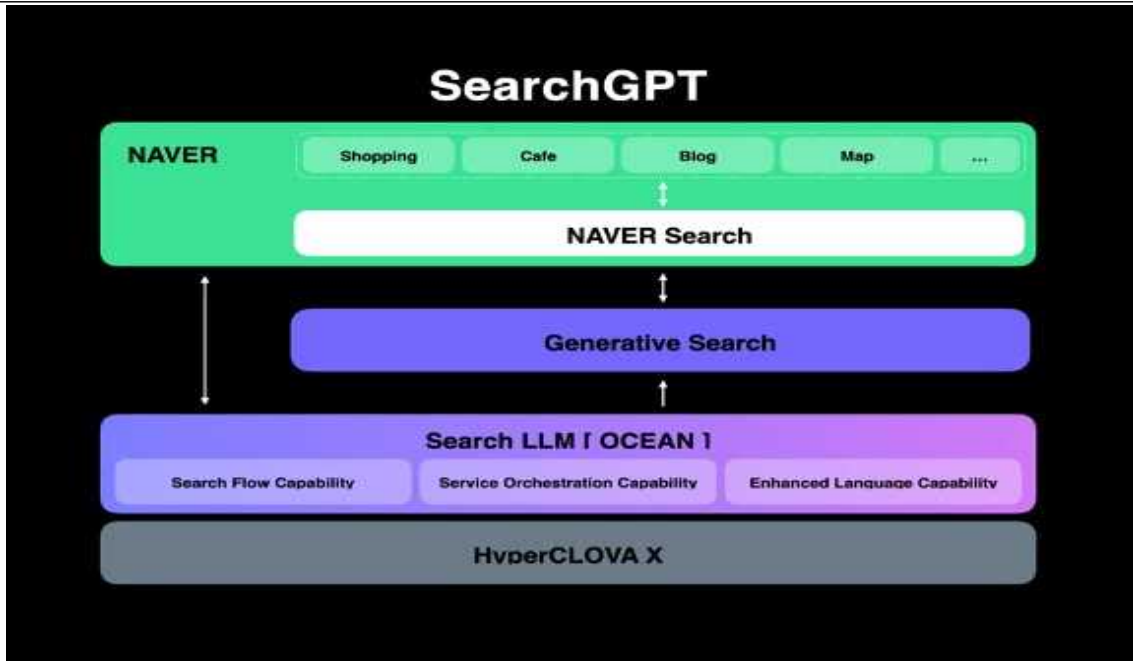 SearchGPT
NAVER Shopping Cafe Blog Map ...
NAVER Search
Generative Search
Search LLM「 OCEAN 」
Search Flow Capability Service Orchestration Capability Enhanced Language Capability
HyperCLOVA X